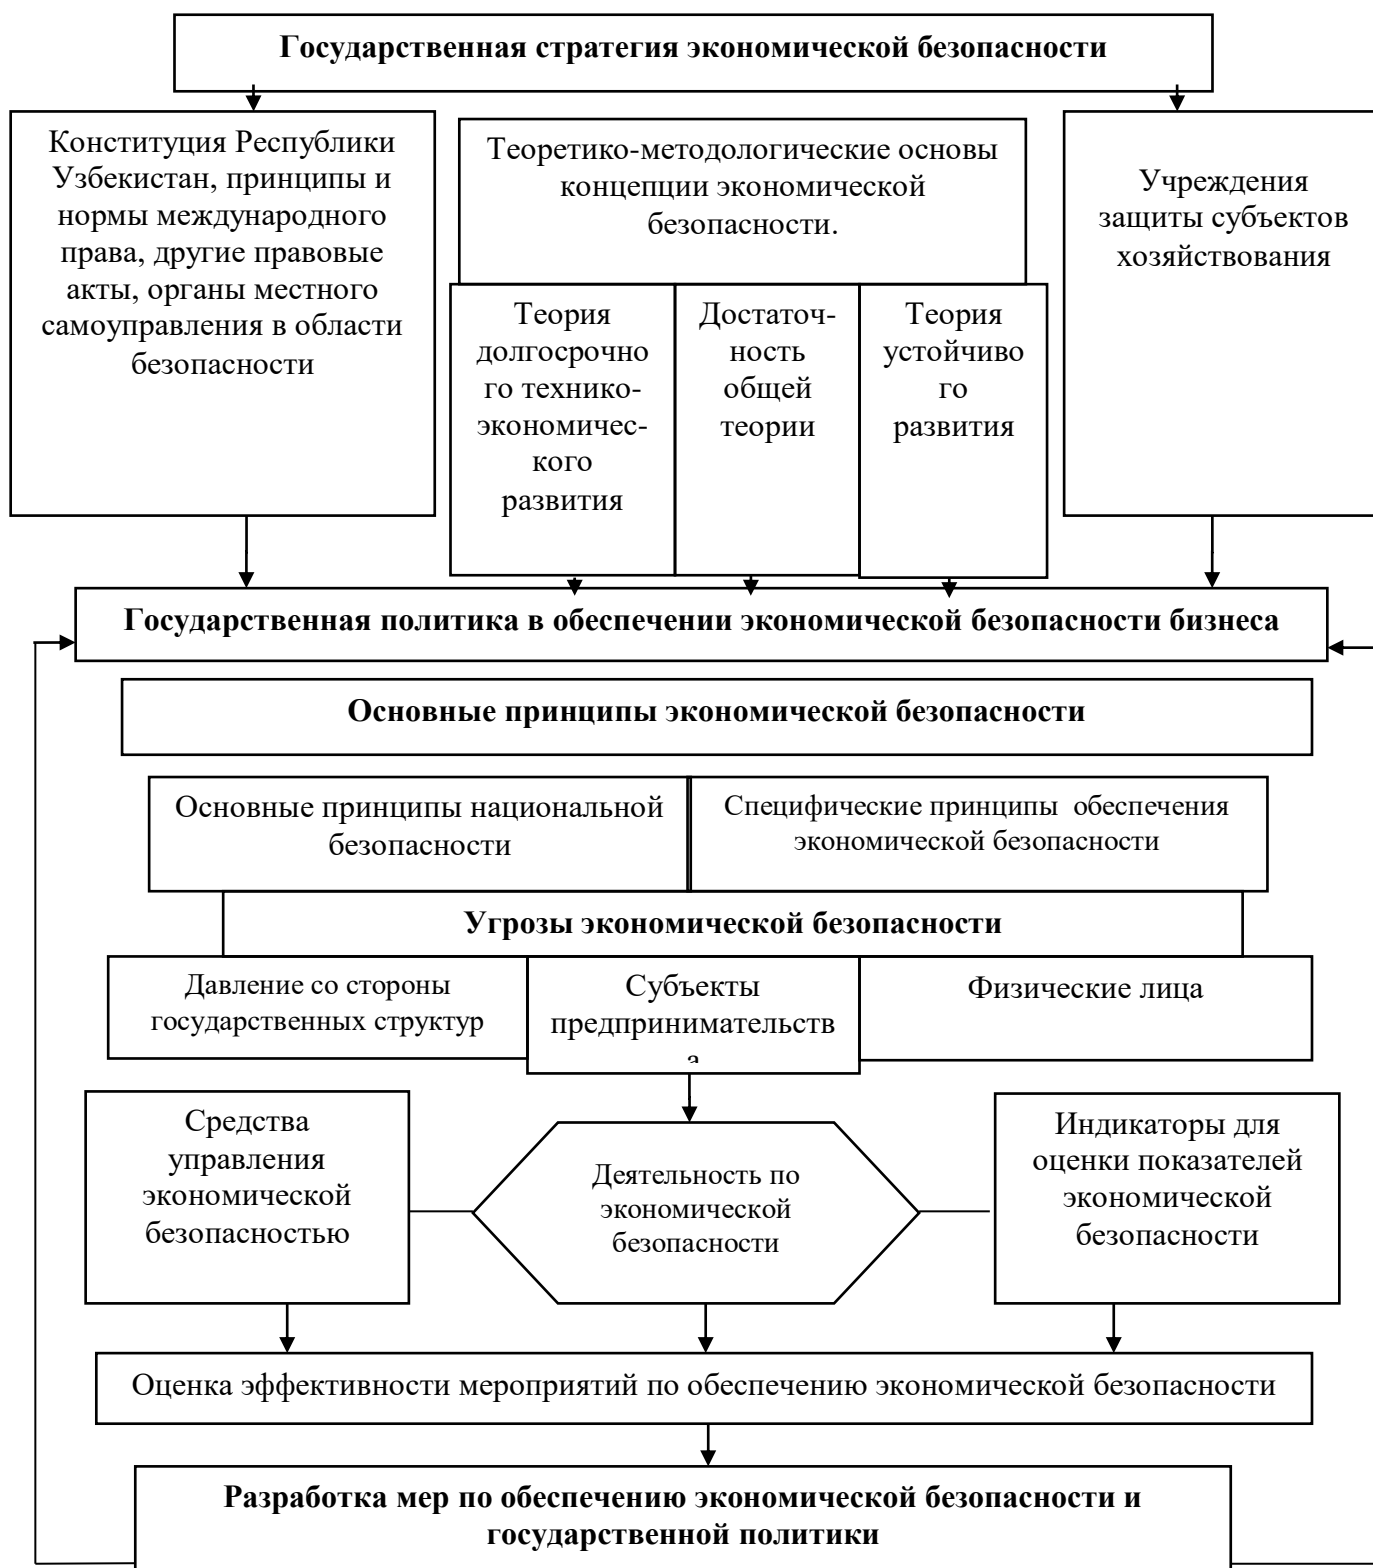 Государственная стратегия экономической безопасности
Конституция Республики
Узбекистан, принципы и
нормы международного
права, другие правовые
акты, органы местного
самоуправления в области
безопасности
Теоретико-методологические основы
концепции экономической
безопасности.
Учреждения
защиты субъектов
хозяйствования
Теория
долгосрочно
го технико-
экономичес-
кого
развития
Достаточ-
ность
общей
теории
Теория
устойчиво
го
развития
Государственная политика в обеспечении экономической безопасности бизнеса
Основные принципы экономической безопасности
Основные принципы национальной
безопасности
Специфические принципы обеспечения
экономической безопасности
Угрозы экономической безопасности
Давление со стороны
государственных структур
Субъекты
предпринимательств
а
Физические лица
Средства
управления
экономической
безопасностью
Деятельность по
экономической
безопасности
Индикаторы для
оценки показателей
экономической
безопасности
Оценка эффективности мероприятий по обеспечению экономической безопасности
Разработка мер по обеспечению экономической безопасности и
государственной политики